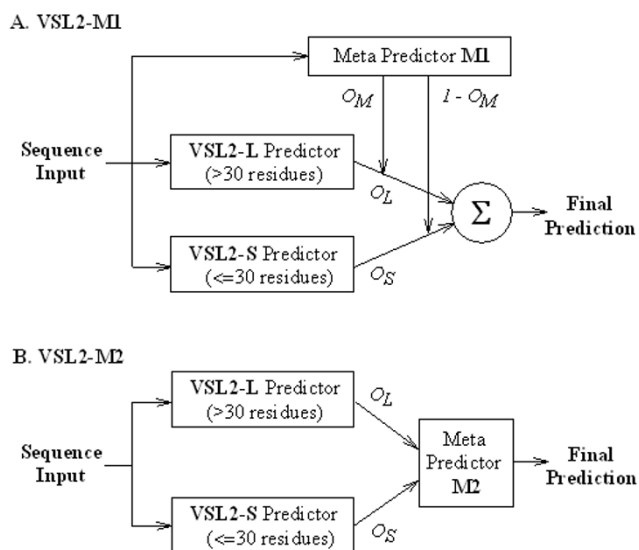 A. VSL2-M1
Meta Predictor M1
O_M
1 - O_M
Sequence
Input
VSL2-L Predictor
(>30 residues)
O_L
Σ
Final
Prediction
VSL2-S Predictor
(<=30 residues)
O_S
B. VSL2-M2
VSL2-L Predictor
(>30 residues)
O_L
Sequence
Input
Meta
Predictor
M2
Final
Prediction
VSL2-S Predictor
(<=30 residues)
O_S